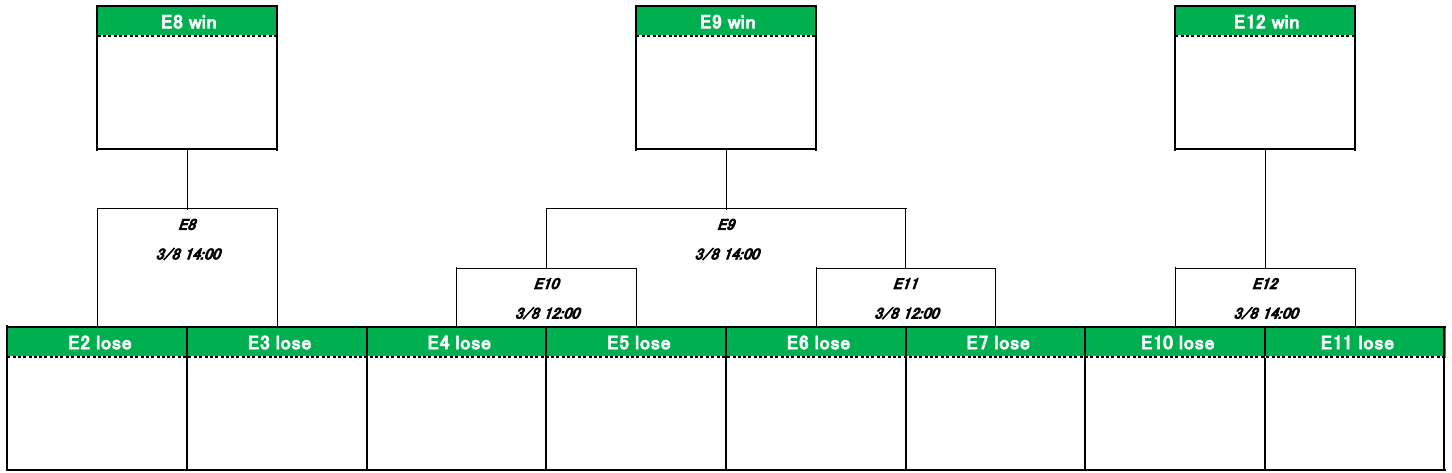 E8 win
E9 win
E12 win
E8
E9
3/8 14:00
3/8 14:00
E10
E11
E12
3/8 12:00
3/8 12:00
3/8 14:00
E2 lose
E3 lose
E4 lose
E5 lose
E6 lose
E7 lose
E10 lose
E11 lose